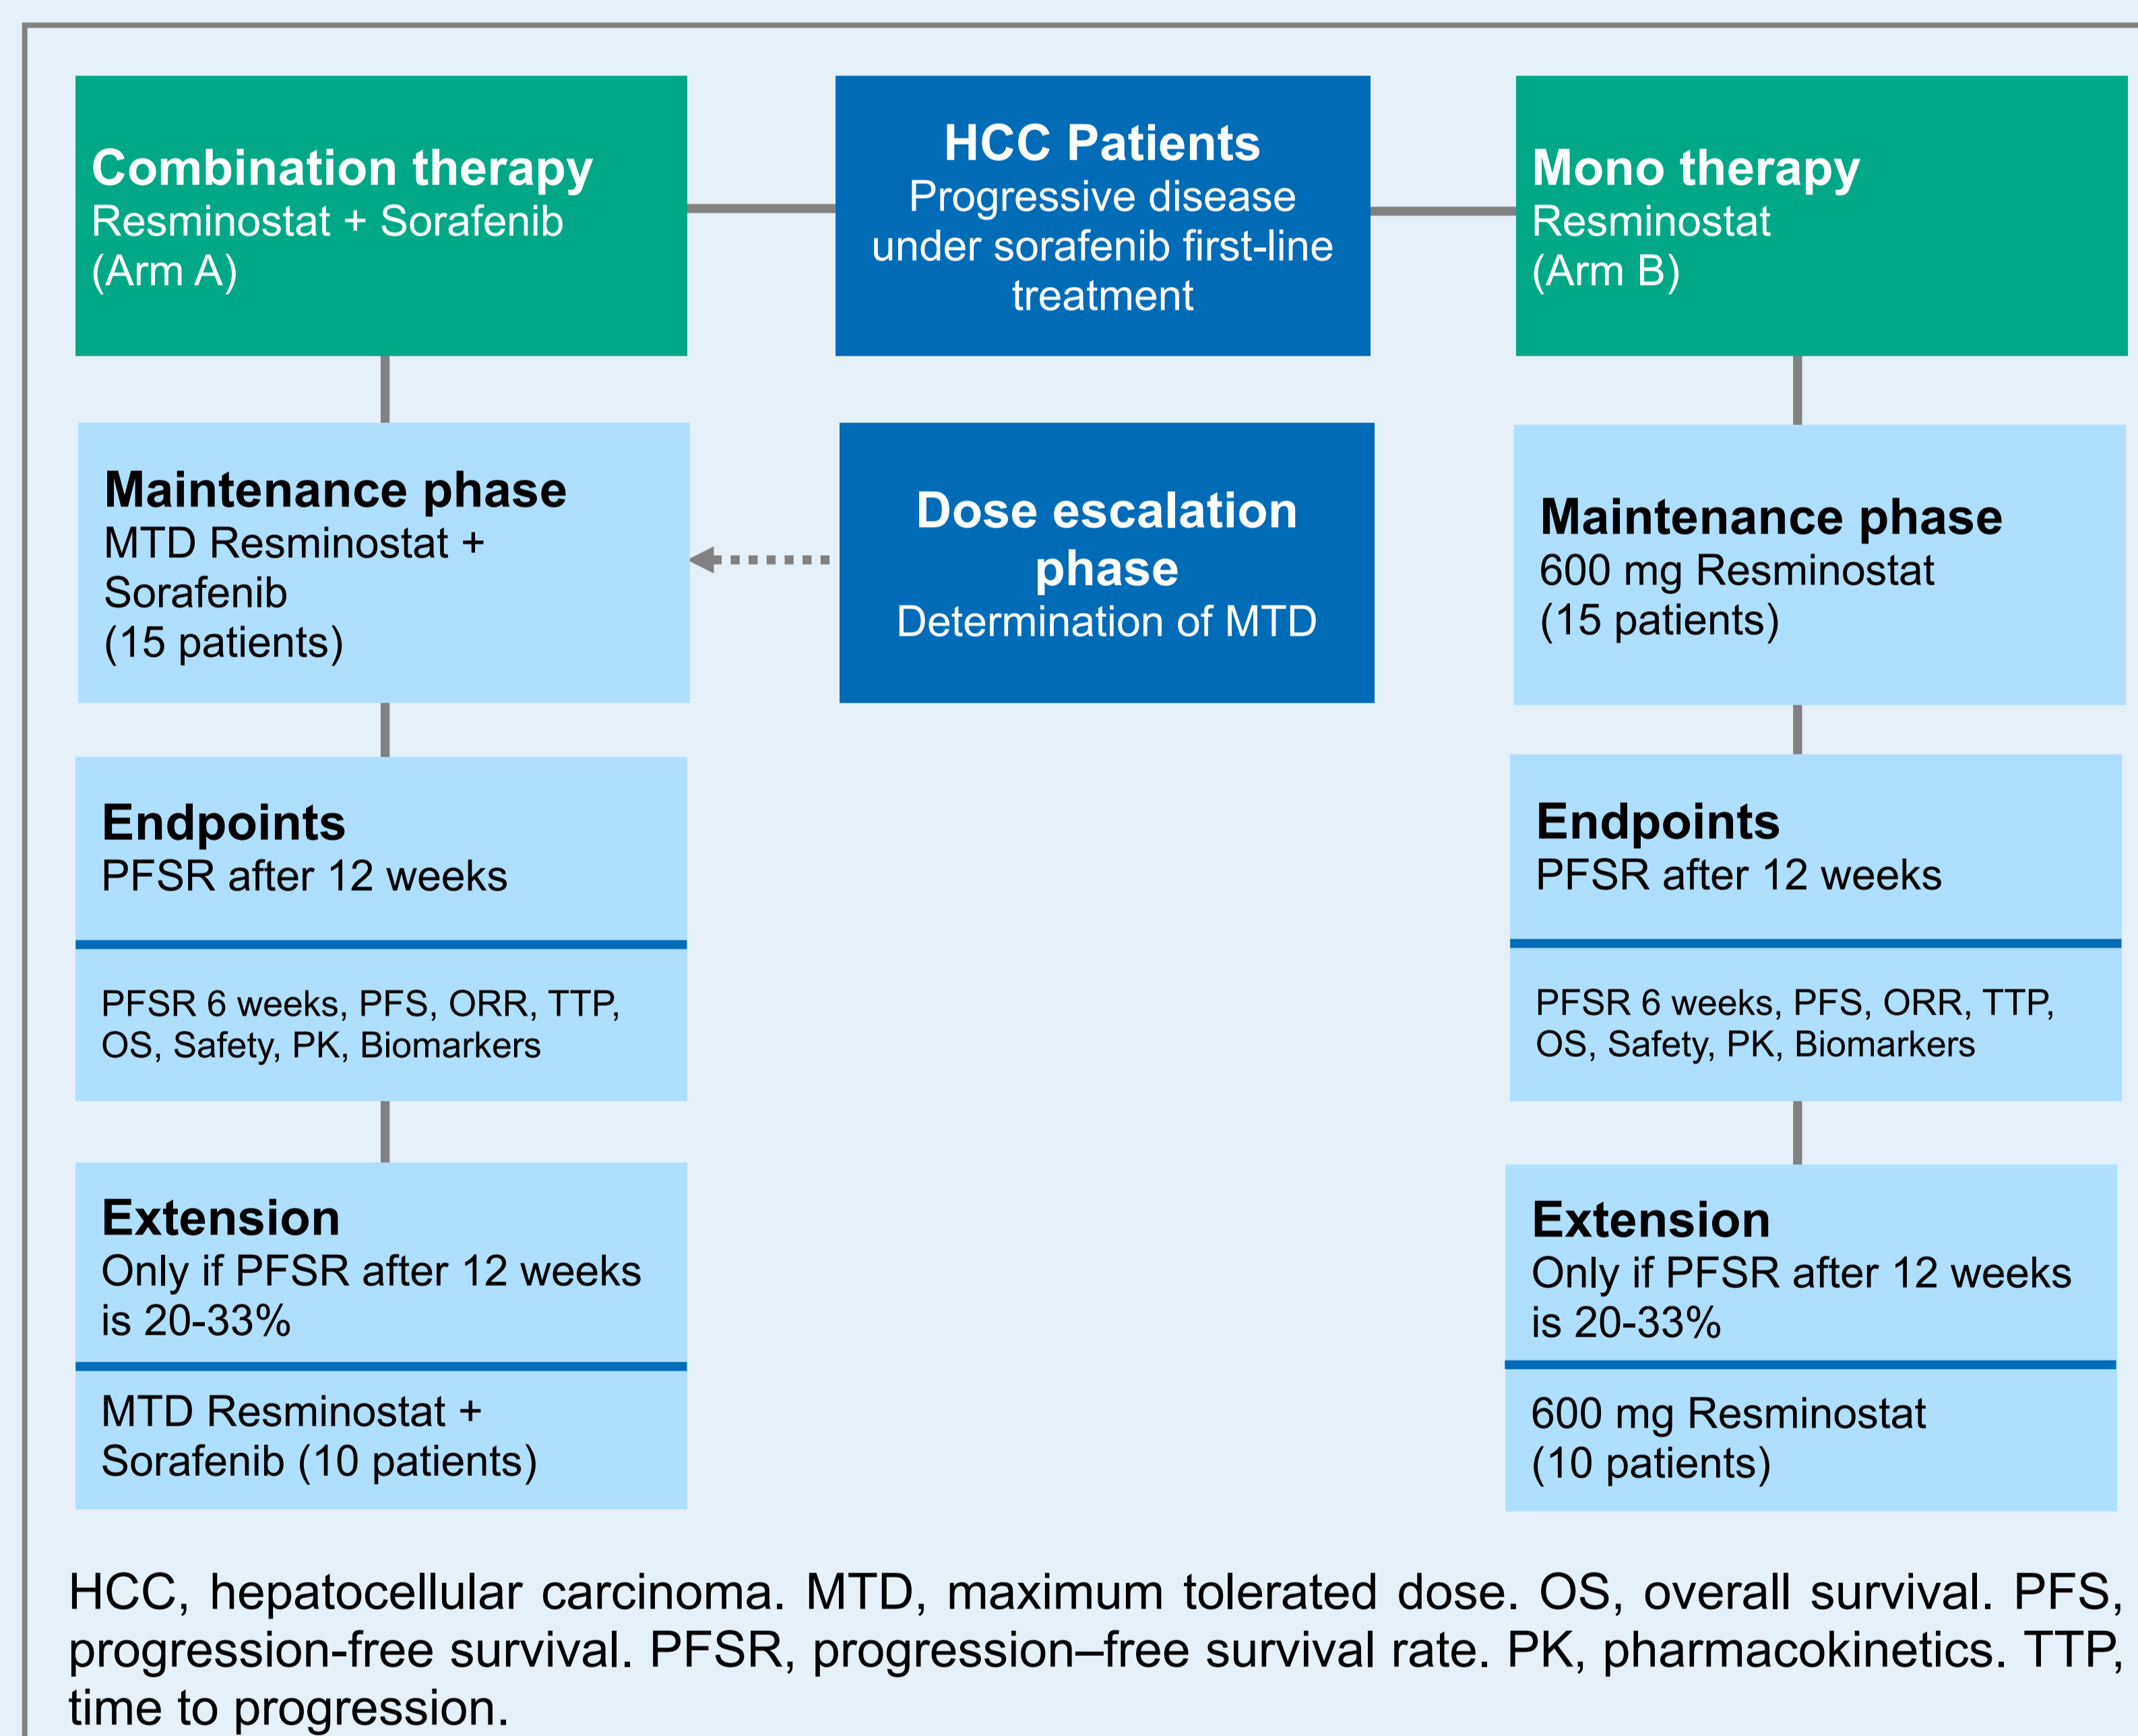 Combination therapy
Resminostat + Sorafenib
(Arm A)
HCC Patients
Progressive disease
under sorafenib first-line
treatment
Mono therapy
Resminostat
(Arm B)
Maintenance phase
MTD Resminostat +
Sorafenib
(15 patients)
Dose escalation
phase
Determination of MTD
Maintenance phase
600 mg Resminostat
(15 patients)
Endpoints
PFSR after 12 weeks
PFSR 6 weeks, PFS, ORR, TTP,
OS, Safety, PK, Biomarkers
Endpoints
PFSR after 12 weeks
PFSR 6 weeks, PFS, ORR, TTP,
OS, Safety, PK, Biomarkers
Extension
Only if PFSR after 12 weeks
is 20-33%
MTD Resminostat +
Sorafenib (10 patients)
Extension
Only if PFSR after 12 weeks
is 20-33%
600 mg Resminostat
(10 patients)
HCC, hepatocellular carcinoma. MTD, maximum tolerated dose. OS, overall survival. PFS,
progression-free survival. PFSR, progression–free survival rate. PK, pharmacokinetics. TTP,
time to progression.